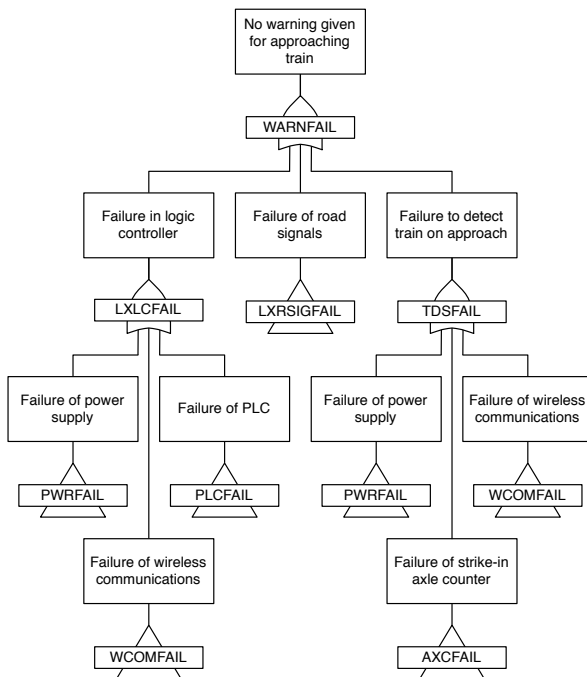 No warning given
for approaching
train
WARNFAIL
Failure in logic
controller
Failure of road
signals
Failure to detect
train on approach
LXLCFAIL
LXRSIGFAIL
TDSFAIL
Failure of power
supply
Failure of PLC
Failure of power
supply
Failure of wireless
communications
PWRFAIL
PLCFAIL
PWRFAIL
WCOMFAIL
Failure of wireless
communications
Failure of strike-in
axle counter
WCOMFAIL
AXCFAIL